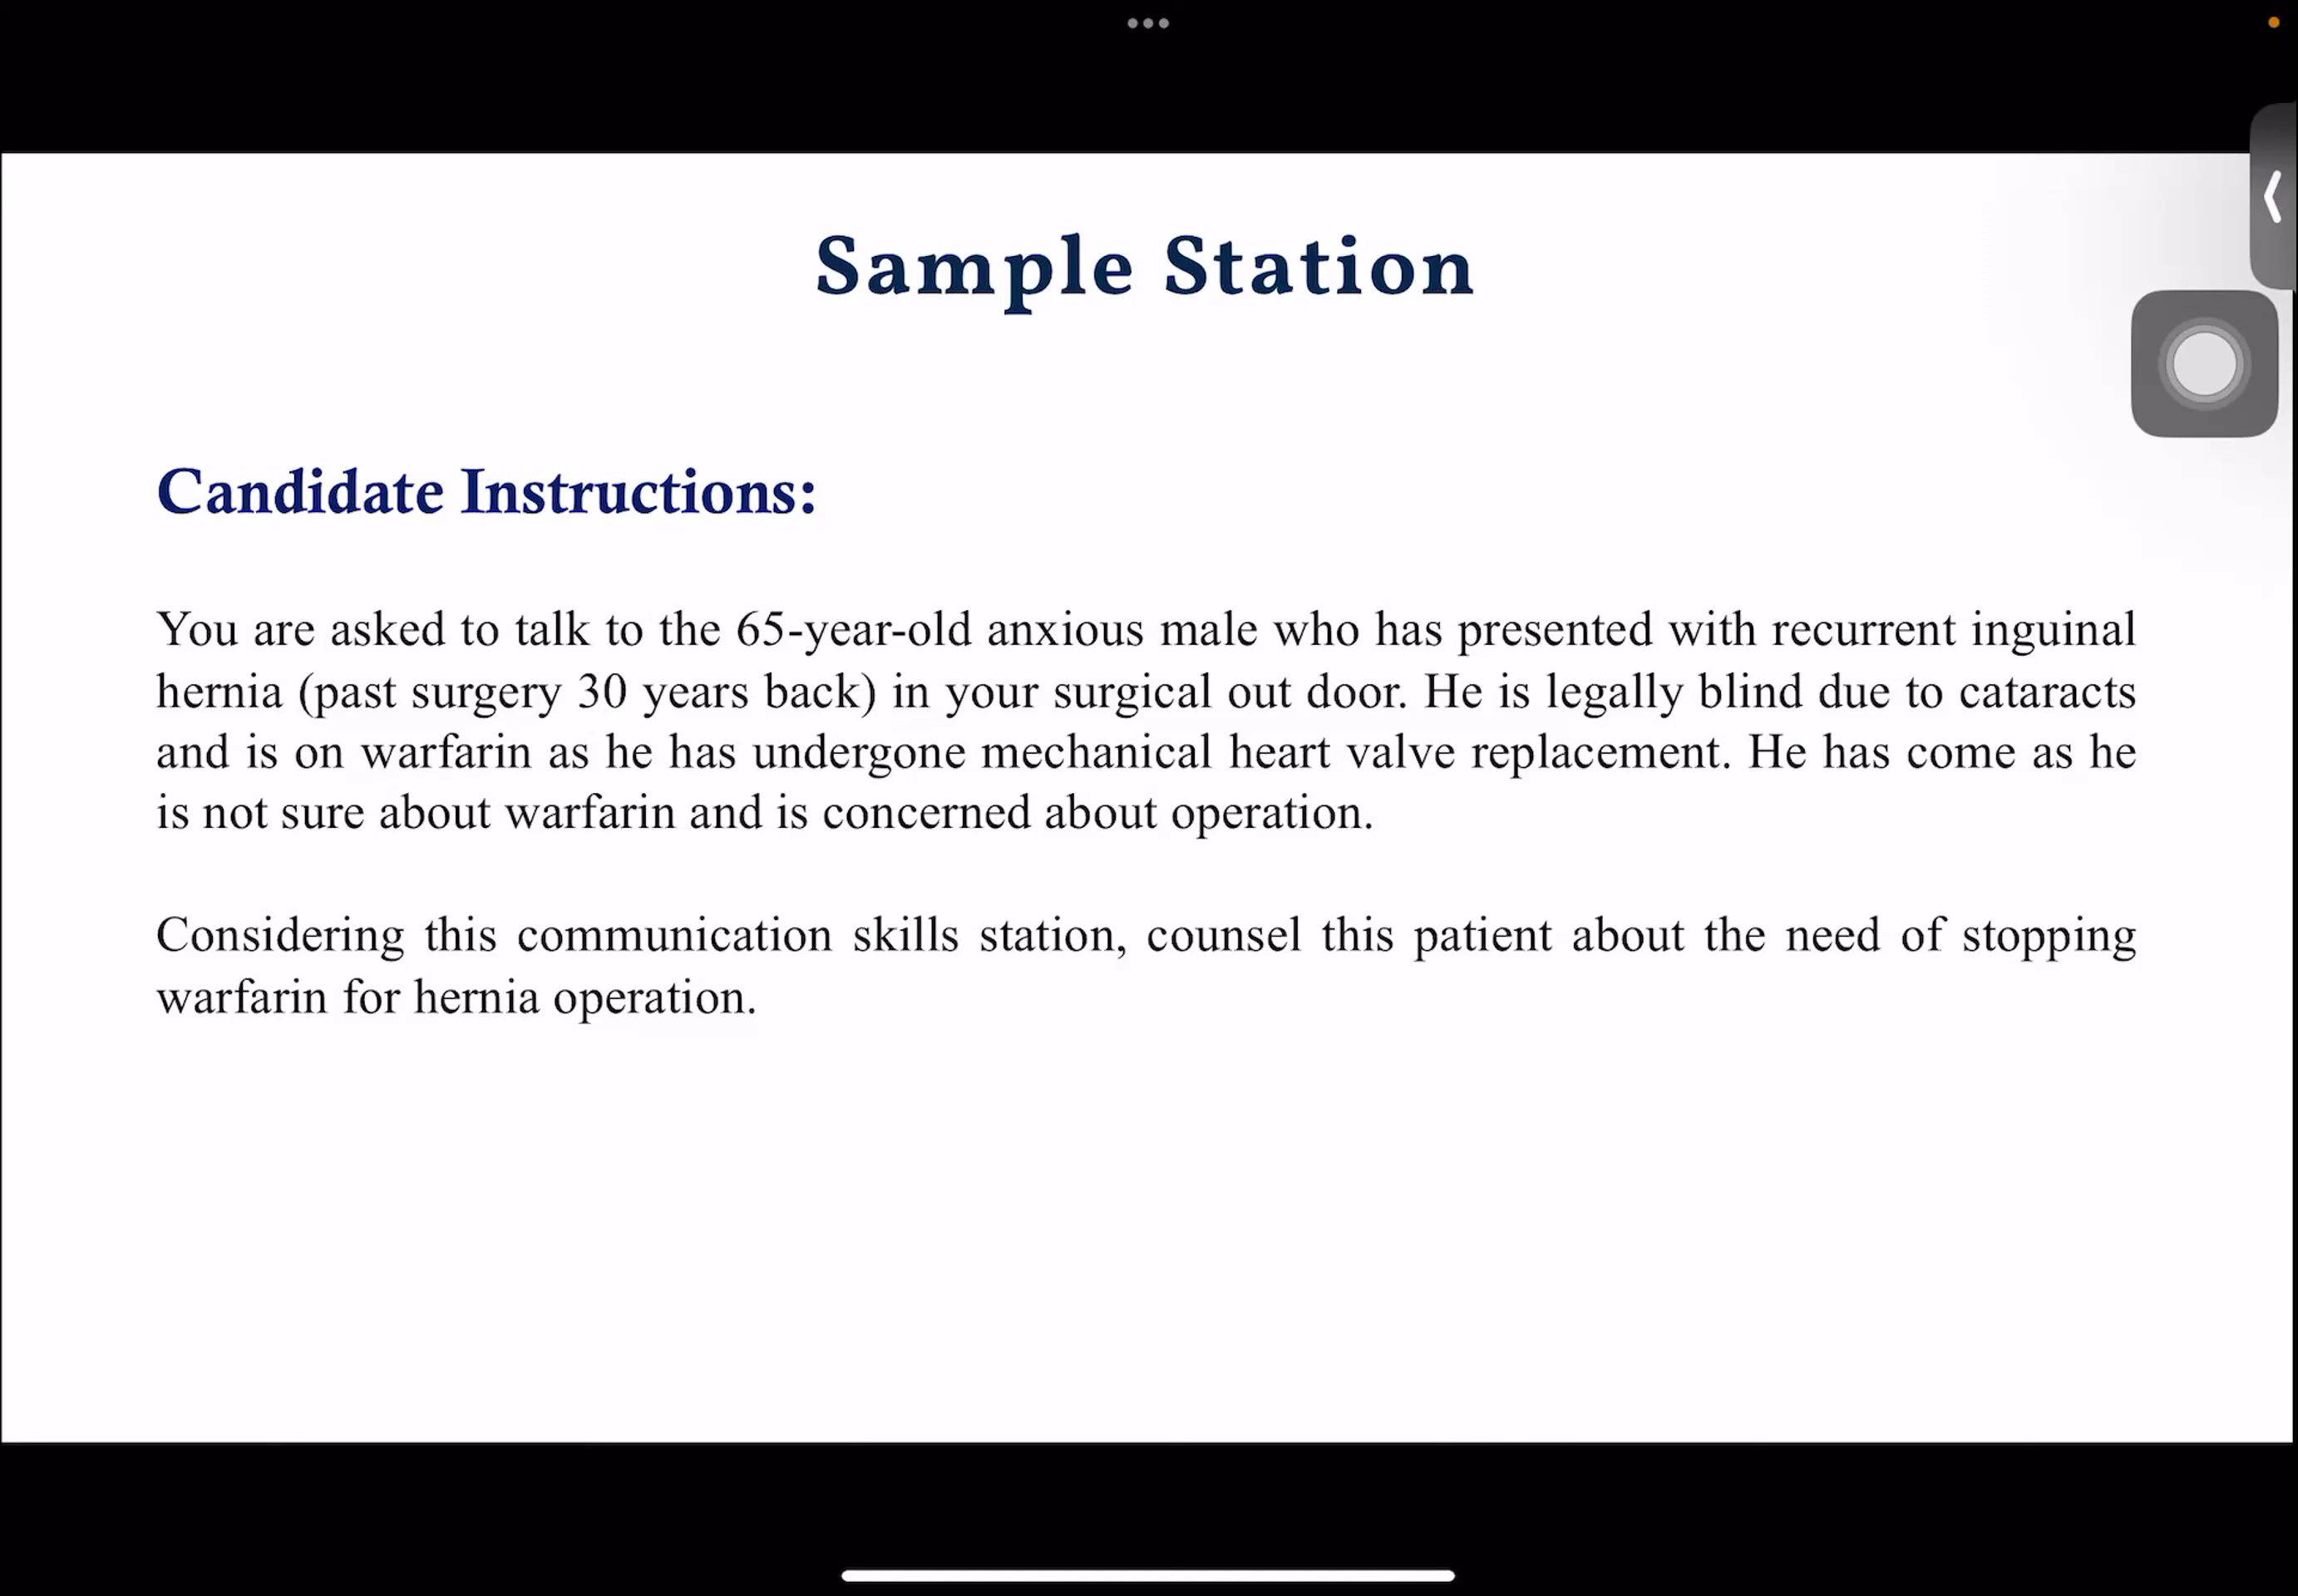 Sample Station
Candidate Instructions:
You are asked to talk to the 65-year-old anxious male who has presented with recurrent inguinal
hernia (past surgery 30 years back) in your surgical out door. He is legally blind due to cataracts
and is on warfarin as he has undergone mechanical heart valve replacement. He has come as he
is not sure about warfarin and is concerned about operation.
Considering this communication skills station, counsel this patient about the need of stopping
warfarin for hernia operation.